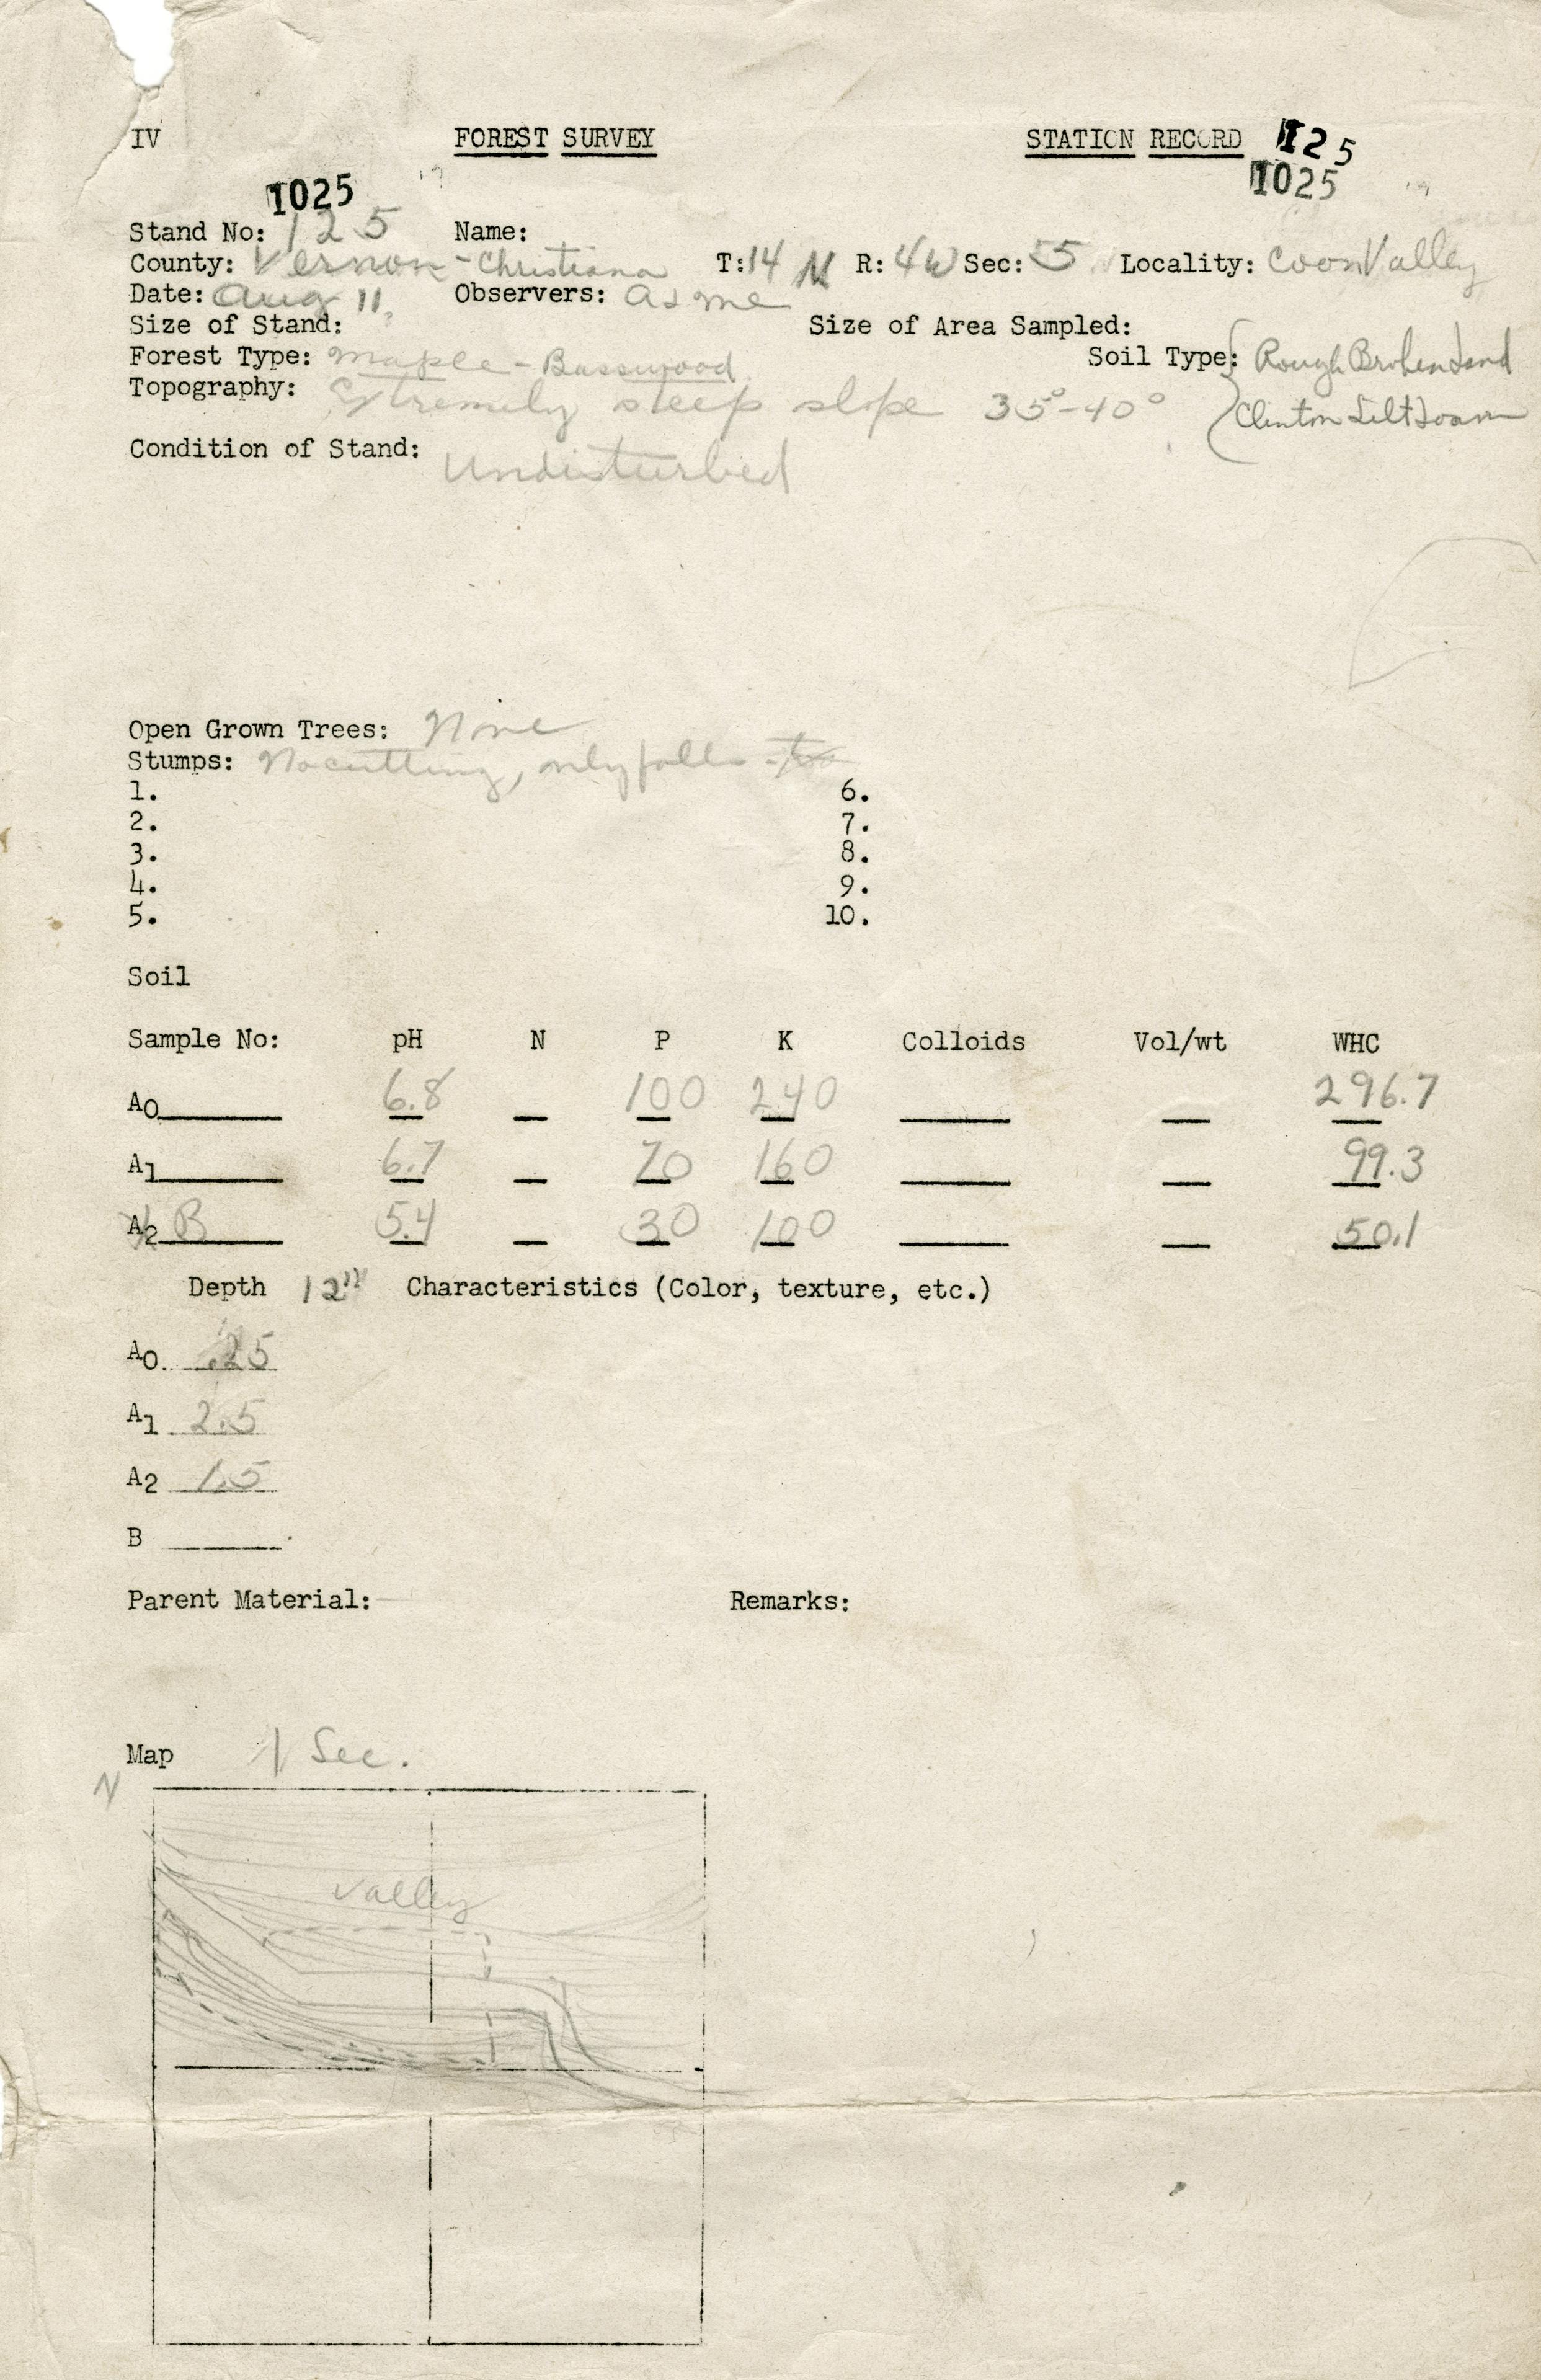 IV FOREST SURVEY STATION RECORD 125
1025 1025
Stand No: 125 Name:
County: Vernon - Christiana T: 14 N R: 4W Sec: 5 Locality: Coon Valley
Date: Aug 11, Observers:
Size of Stand: Size of Area Sampled:
Forest Type: Maple - Basswood Soil Type: Rough Broken Land
Topography: Extremely steep slope 35°-40° Clinton Silt Loam
Condition of Stand: Undisturbed
Open Grown Trees: None
Stumps: No cutting, only falls
1. 6.
2. 7.
3. 8.
4. 9.
5. 10.
Soil
Sample No: pH N P K Colloids Vol/wt WHC
A0 6.8 100 240 296.7
A1 6.7 70 160 99.3
A2 B 5.4 30 100 50.1
Depth 12" Characteristics (Color, texture, etc.)
A0 .25
A1 2.5
A2 1.5
B
Parent Material: Remarks:
Map 1 Sec.
N
Valley